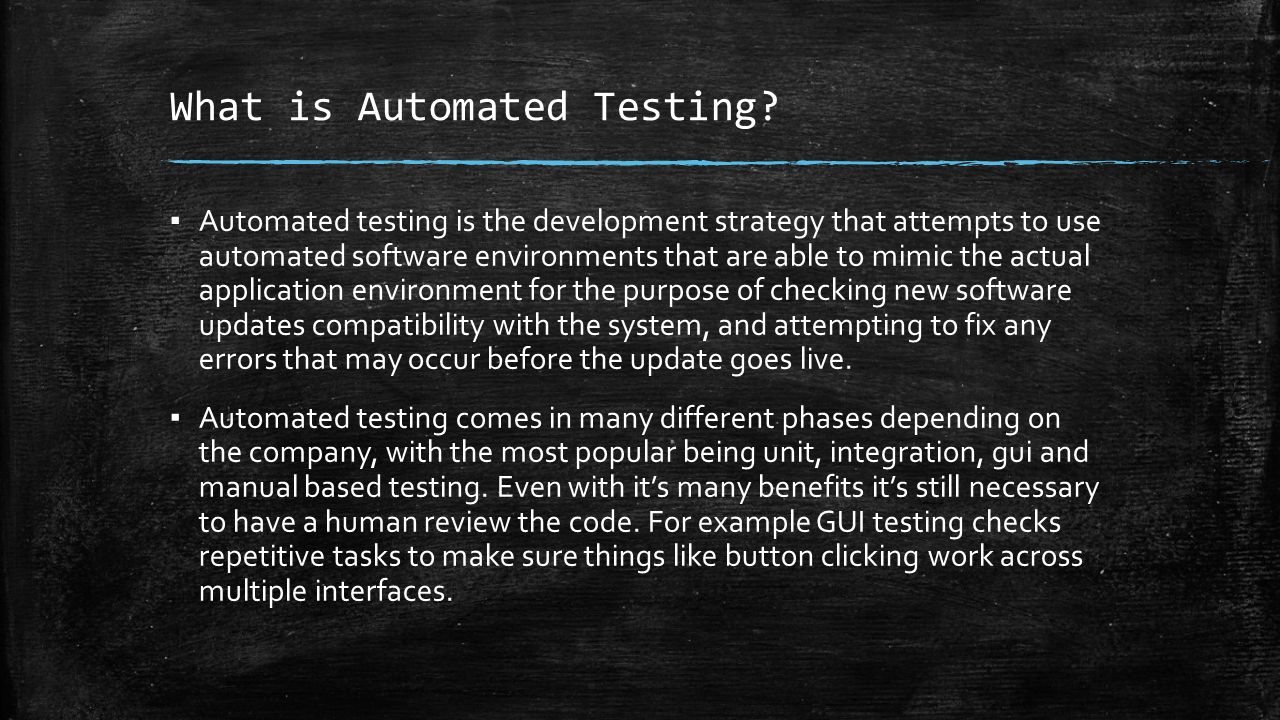 What is Automated Testing?
▪ Automated testing is the development strategy that attempts to use
automated software environments that are able to mimic the actual
application environment for the purpose of checking new software
updates compatibility with the system, and attempting to fix any
errors that may occur before the update goes live.
▪ Automated testing comes in many different phases depending on
the company, with the most popular being unit, integration, gui and
manual based testing. Even with it’s many benefits it’s still necessary
to have a human review the code. For example GUI testing checks
repetitive tasks to make sure things like button clicking work across
multiple interfaces.